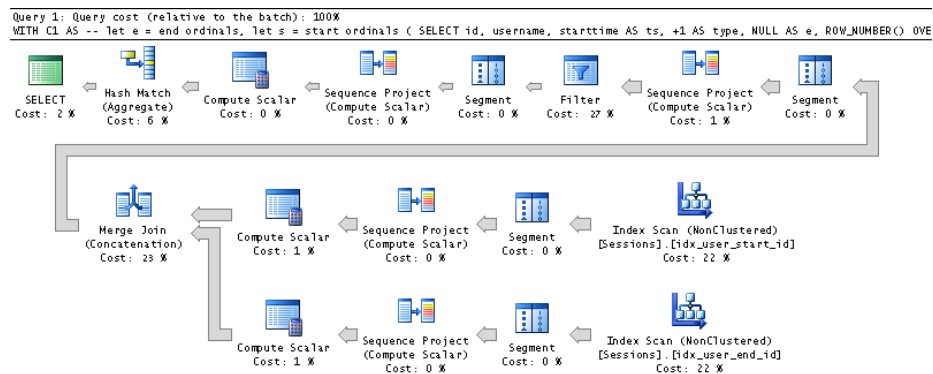 Query 1: Query cost (relative to the batch): 100%
WITH C1 AS -- let e = end ordinals, let s = start ordinals ( SELECT id, username, starttime AS ts, +1 AS type, NULL AS e, ROW_NUMBER() OVE
SELECT
Cost: 2 %
Hash Match
(Aggregate)
Cost: 6 %
Compute Scalar
Cost: 0 %
Sequence Project
(Compute Scalar)
Cost: 0 %
Segment
Cost: 0 %
Filter
Cost: 27 %
Sequence Project
(Compute Scalar)
Cost: 1 %
Segment
Cost: 0 %
Merge Join
(Concatenation)
Cost: 23 %
Compute Scalar
Cost: 1 %
Sequence Project
(Compute Scalar)
Cost: 0 %
Segment
Cost: 0 %
Index Scan (NonClustered)
[Sessions].[idx_user_start_id]
Cost: 22 %
Compute Scalar
Cost: 1 %
Sequence Project
(Compute Scalar)
Cost: 0 %
Segment
Cost: 0 %
Index Scan (NonClustered)
[Sessions].[idx_user_end_id]
Cost: 22 %